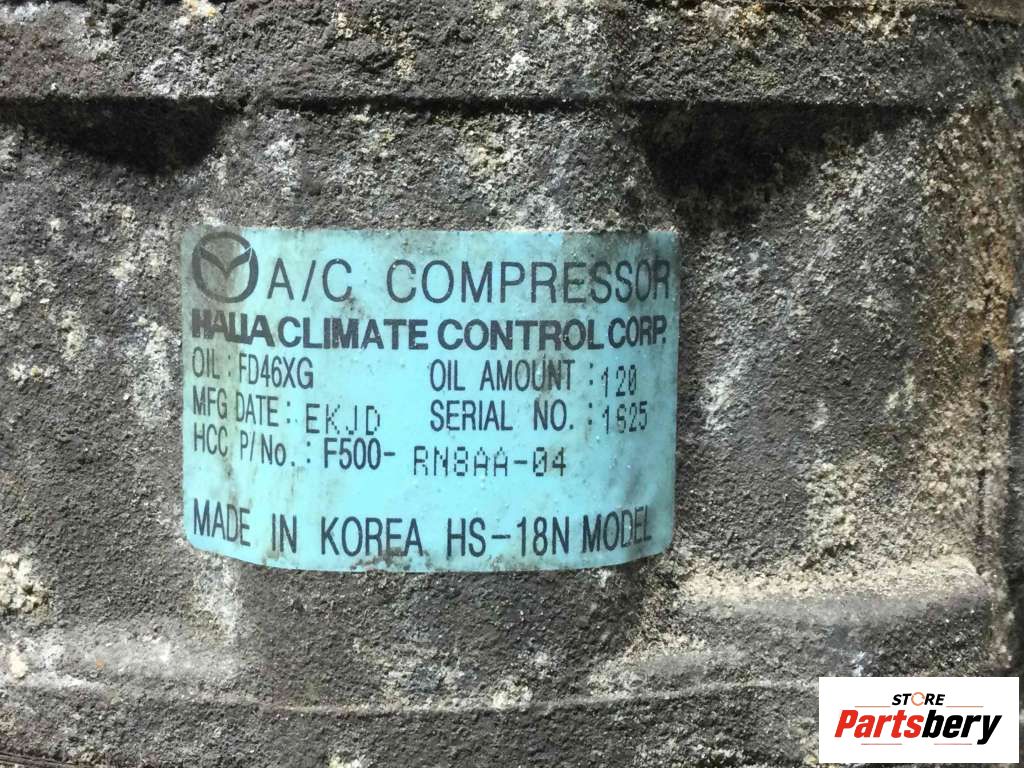 A/C COMPRESSOR
HALLA CLIMATE CONTROL CORP.
OIL : FD46XG OIL AMOUNT : 120
MFG DATE : EKJD SERIAL NO. : 1625
HCC P/No. : F500- RN8AA-04
MADE IN KOREA HS-18N MODEL
STORE
Partsbery